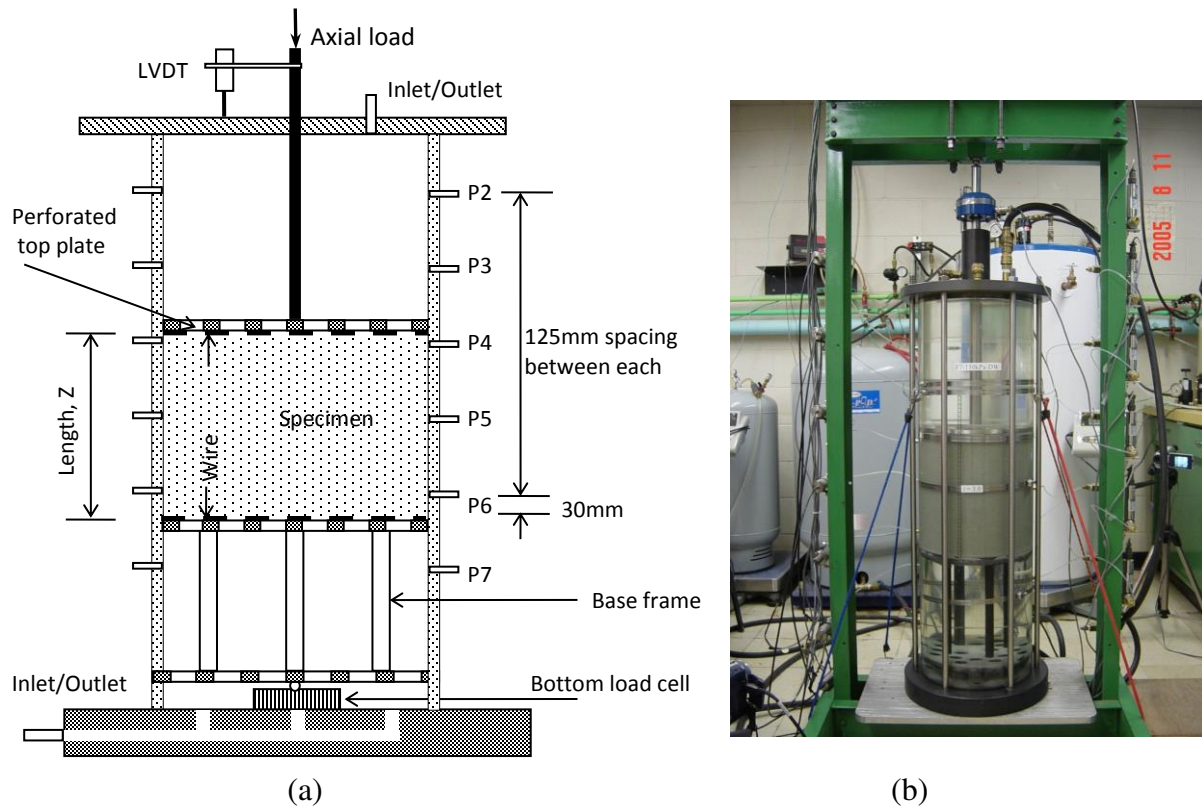 Axial load
LVDT
Inlet/Outlet
P2
Perforated
top plate
P3
P4
125mm spacing
between each
Length, Z
Wire
Specimen
P5
P6
30mm
P7
Base frame
Inlet/Outlet
Bottom load cell
(a)
2005 8 11
(b)